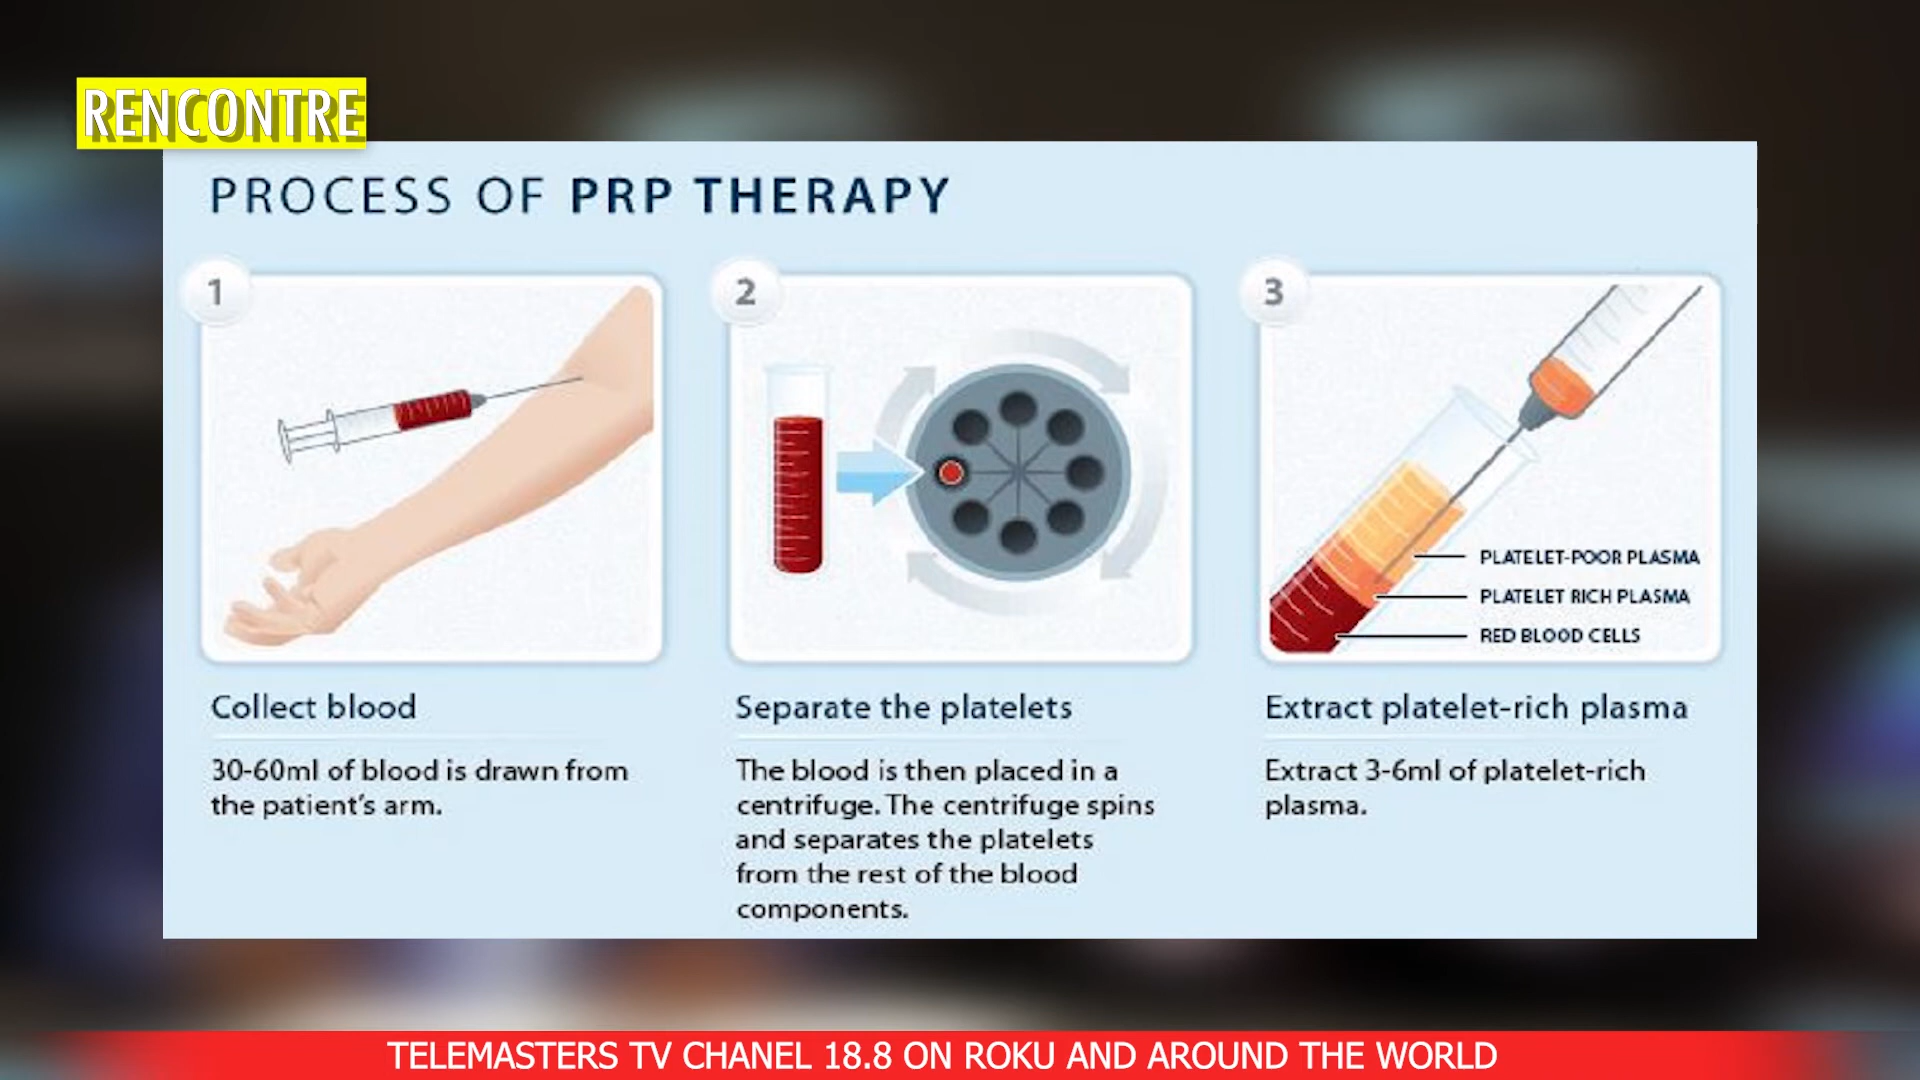 RENCONTRE
PROCESS OF PRP THERAPY
1
2
3
PLATELET-POOR PLASMA
PLATELET RICH PLASMA
RED BLOOD CELLS
Collect blood
30-60ml of blood is drawn from
the patient's arm.
Separate the platelets
The blood is then placed in a
centrifuge. The centrifuge spins
and separates the platelets
from the rest of the blood
components.
Extract platelet-rich plasma
Extract 3-6ml of platelet-rich
plasma.
TELEMASTERS TV CHANEL 18.8 ON ROKU AND AROUND THE WORLD